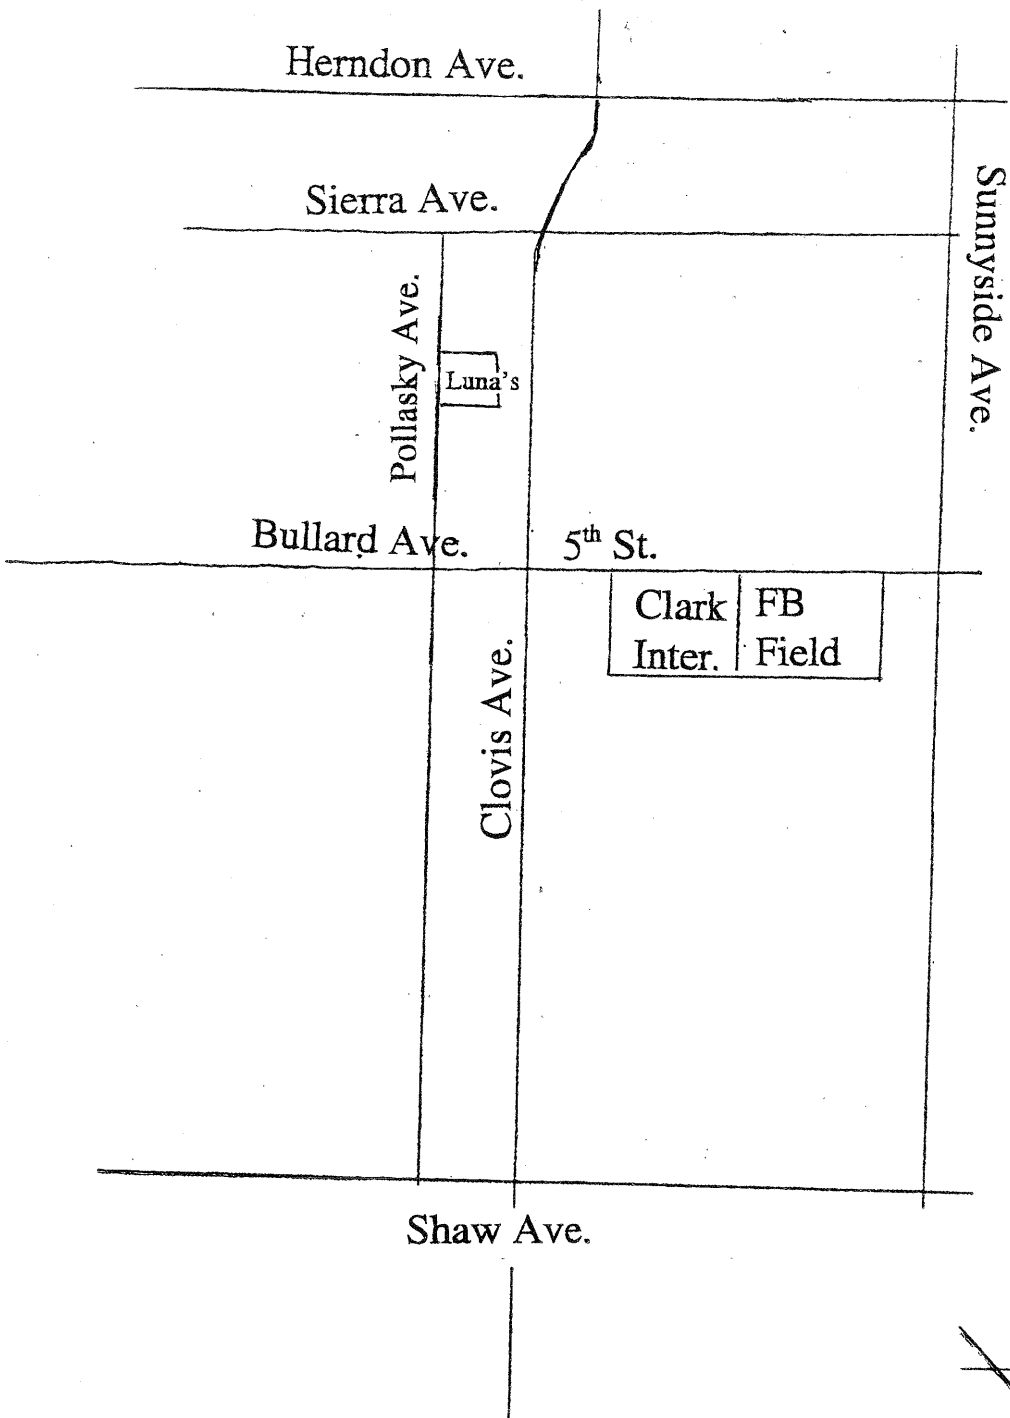 Herndon Ave.
Sierra Ave.
Sunnyside Ave.
Pollasky Ave.
Luna's
Bullard Ave.
5th St.
Clark
Inter.
FB
Field
Clovis Ave.
Shaw Ave.